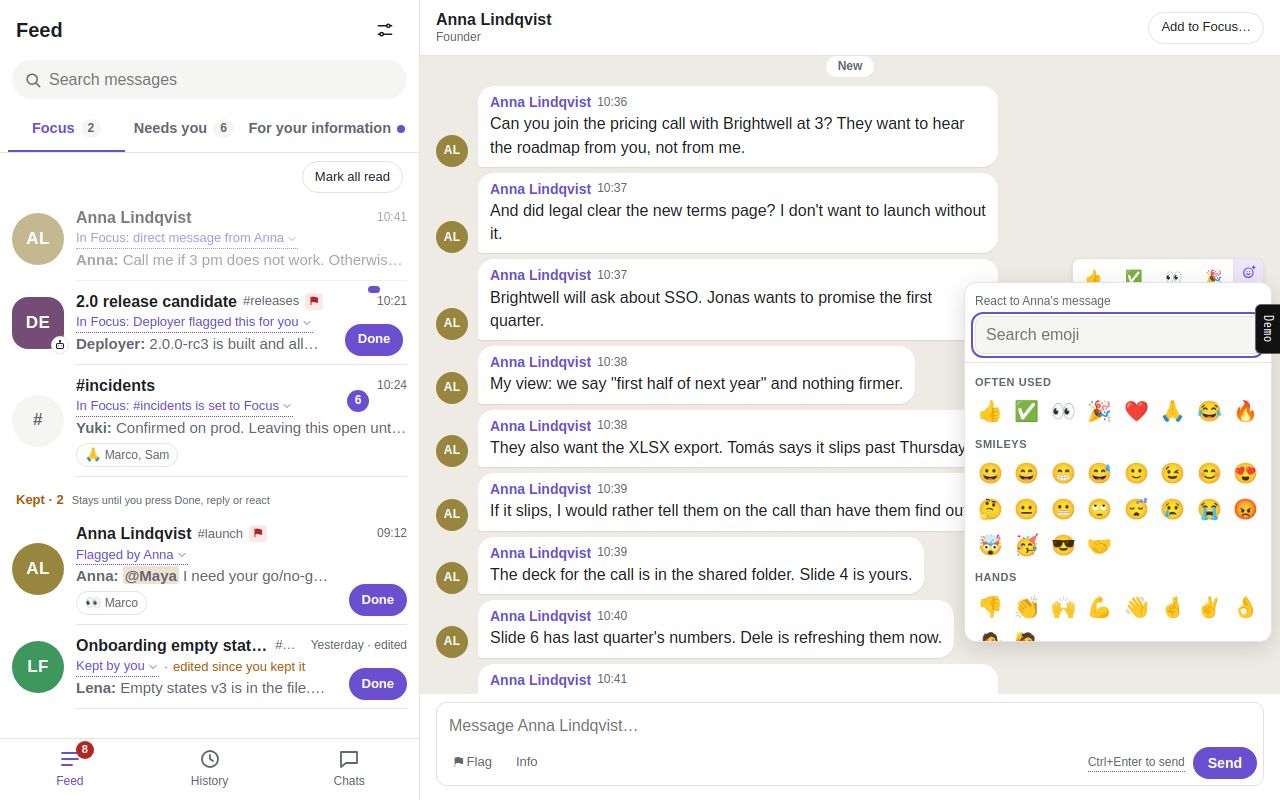 Feed
Search messages
Focus 2 Needs you 6 For your information
Mark all read
AL
Anna Lindqvist 10:41
In Focus: direct message from Anna
Anna: Call me if 3 pm does not work. Otherwis…
DE
2.0 release candidate #releases 10:21
In Focus: Deployer flagged this for you
Deployer: 2.0.0-rc3 is built and all…
Done
#
#incidents 10:24
In Focus: #incidents is set to Focus 6
Yuki: Confirmed on prod. Leaving this open unt…
🙏 Marco, Sam
Kept · 2 Stays until you press Done, reply or react
AL
Anna Lindqvist #launch 09:12
Flagged by Anna
Anna: @Maya I need your go/no-g…
👀 Marco
Done
LF
Onboarding empty stat… #… Yesterday · edited
Kept by you · edited since you kept it
Lena: Empty states v3 is in the file.…
Done
8
Feed History Chats
Anna Lindqvist
Founder
Add to Focus…
New
Anna Lindqvist 10:36
Can you join the pricing call with Brightwell at 3? They want to hear
the roadmap from you, not from me.
AL
Anna Lindqvist 10:37
And did legal clear the new terms page? I don't want to launch without
it.
AL
Anna Lindqvist 10:37
Brightwell will ask about SSO. Jonas wants to promise the first
quarter.
AL
Anna Lindqvist 10:38
My view: we say "first half of next year" and nothing firmer.
AL
Anna Lindqvist 10:38
They also want the XLSX export. Tomás says it slips past Thursday
AL
Anna Lindqvist 10:39
If it slips, I would rather tell them on the call than have them find ou
AL
Anna Lindqvist 10:39
The deck for the call is in the shared folder. Slide 4 is yours.
AL
Anna Lindqvist 10:40
Slide 6 has last quarter's numbers. Dele is refreshing them now.
AL
Anna Lindqvist 10:41
React to Anna's message
Search emoji
OFTEN USED
SMILEYS
HANDS
Demo
Message Anna Lindqvist…
Flag Info
Ctrl+Enter to send Send